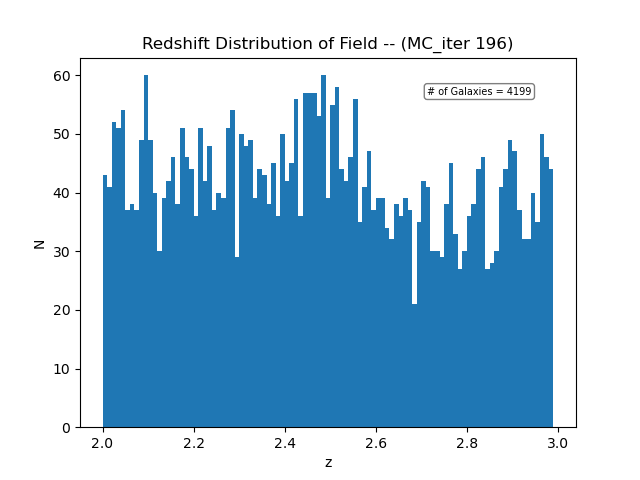 Redshift Distribution of Field -- (MC_iter 196)
# of Galaxies = 4199
60
50
40
30
20
10
0
N
2.0 2.2 2.4 2.6 2.8 3.0
z